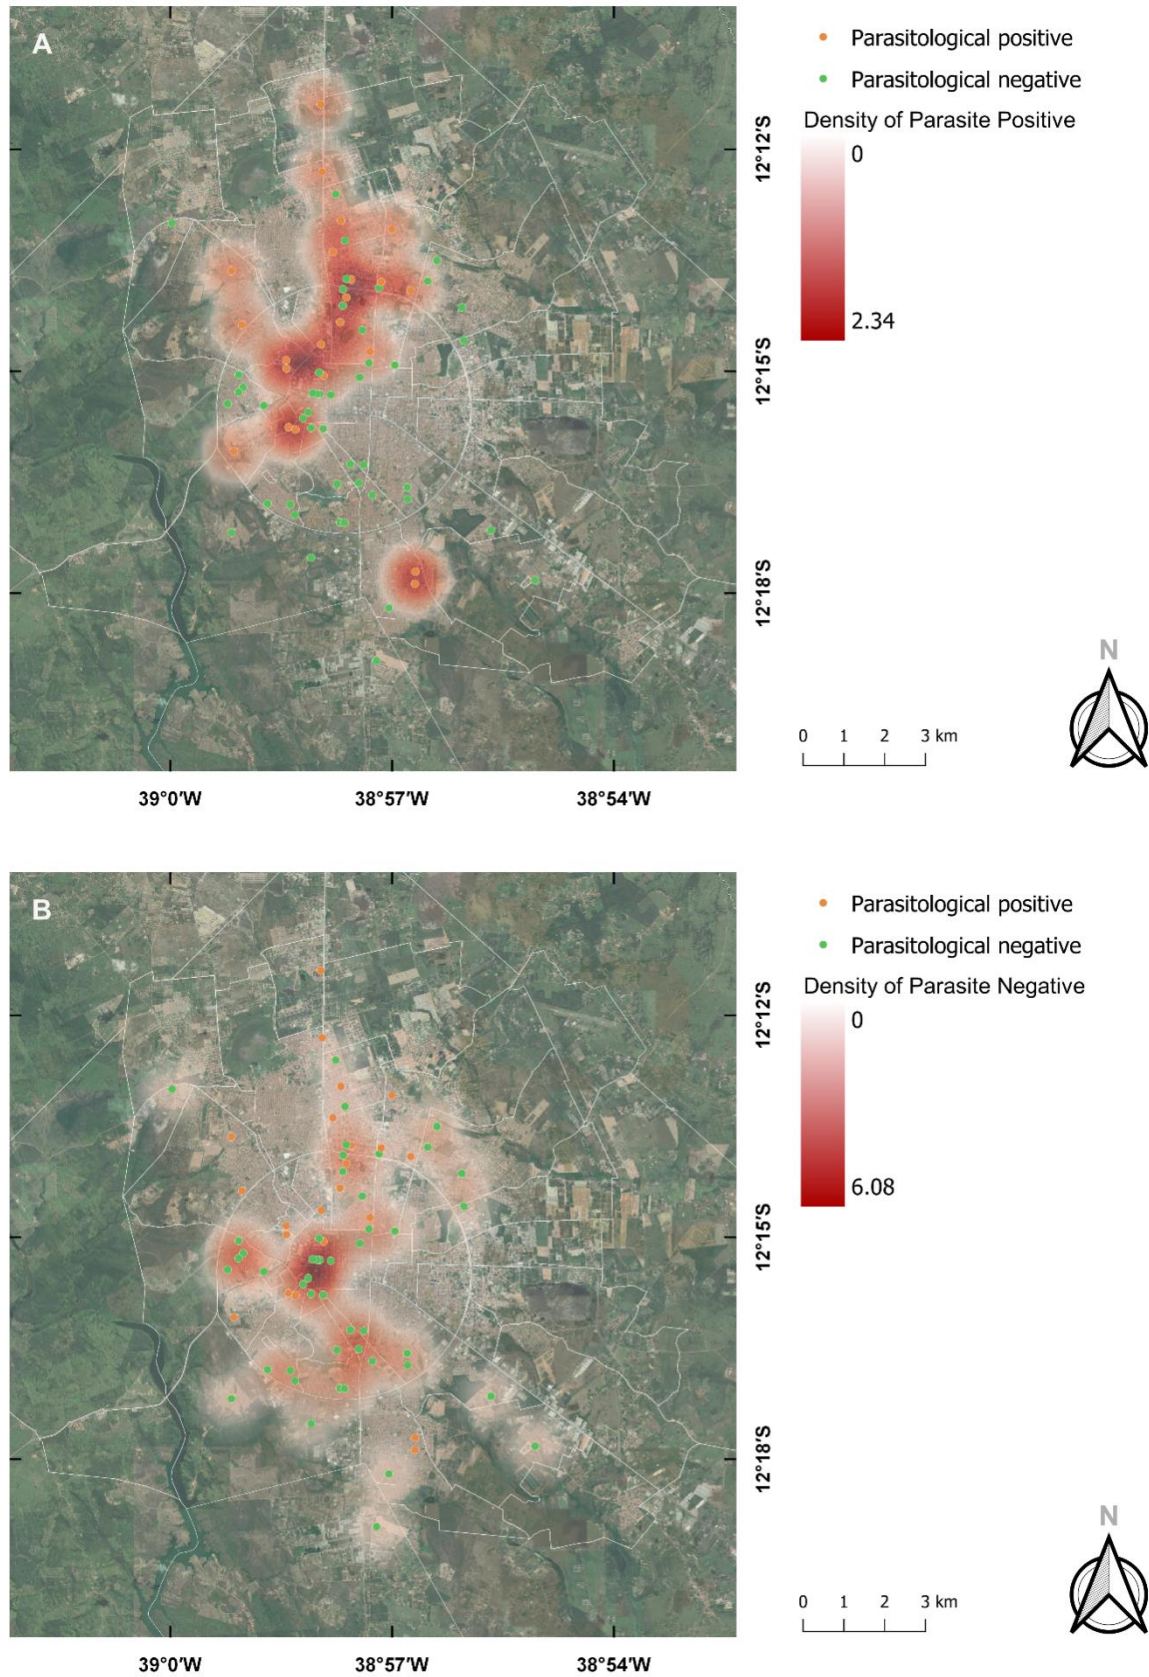 A
Parasitological positive
Parasitological negative
Density of Parasite Positive
0
2.34
12°12'S
12°15'S
12°18'S
N
0 1 2 3 km
39°0'W 38°57'W 38°54'W
B
Parasitological positive
Parasitological negative
Density of Parasite Negative
0
6.08
12°12'S
12°15'S
12°18'S
N
0 1 2 3 km
39°0'W 38°57'W 38°54'W